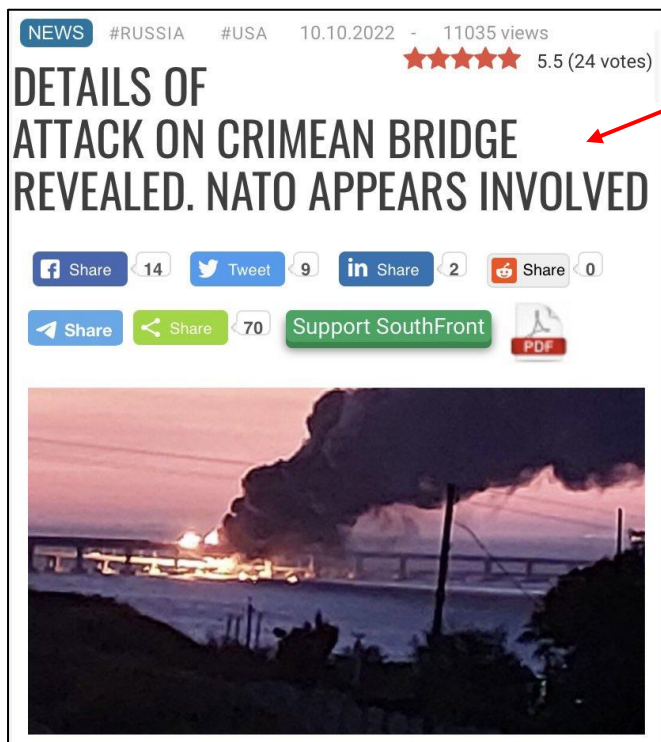 NEWS #RUSSIA #USA 10.10.2022 - 11035 views
5.5 (24 votes)
DETAILS OF
ATTACK ON CRIMEAN BRIDGE
REVEALED. NATO APPEARS INVOLVED
f Share 14 Tweet 9 in Share 2 Share 0
Share Share 70 Support SouthFront PDF